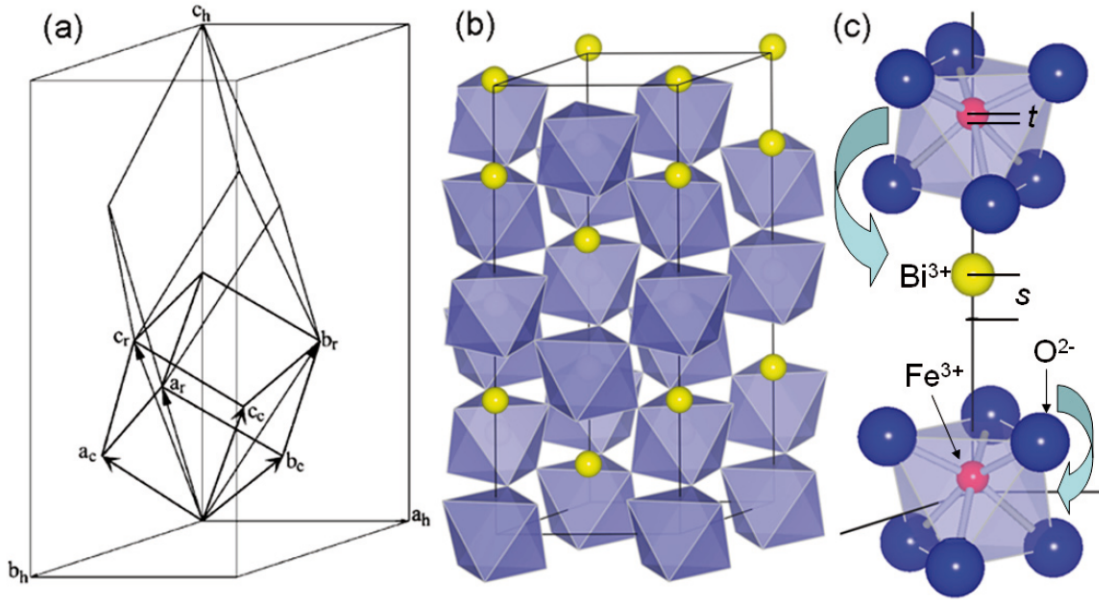 (a)
c_h
c_r
b_r
a_r
c_c
a_c
b_c
a_h
b_h
(b)
(c)
t
Bi³⁺
s
O²⁻
Fe³⁺